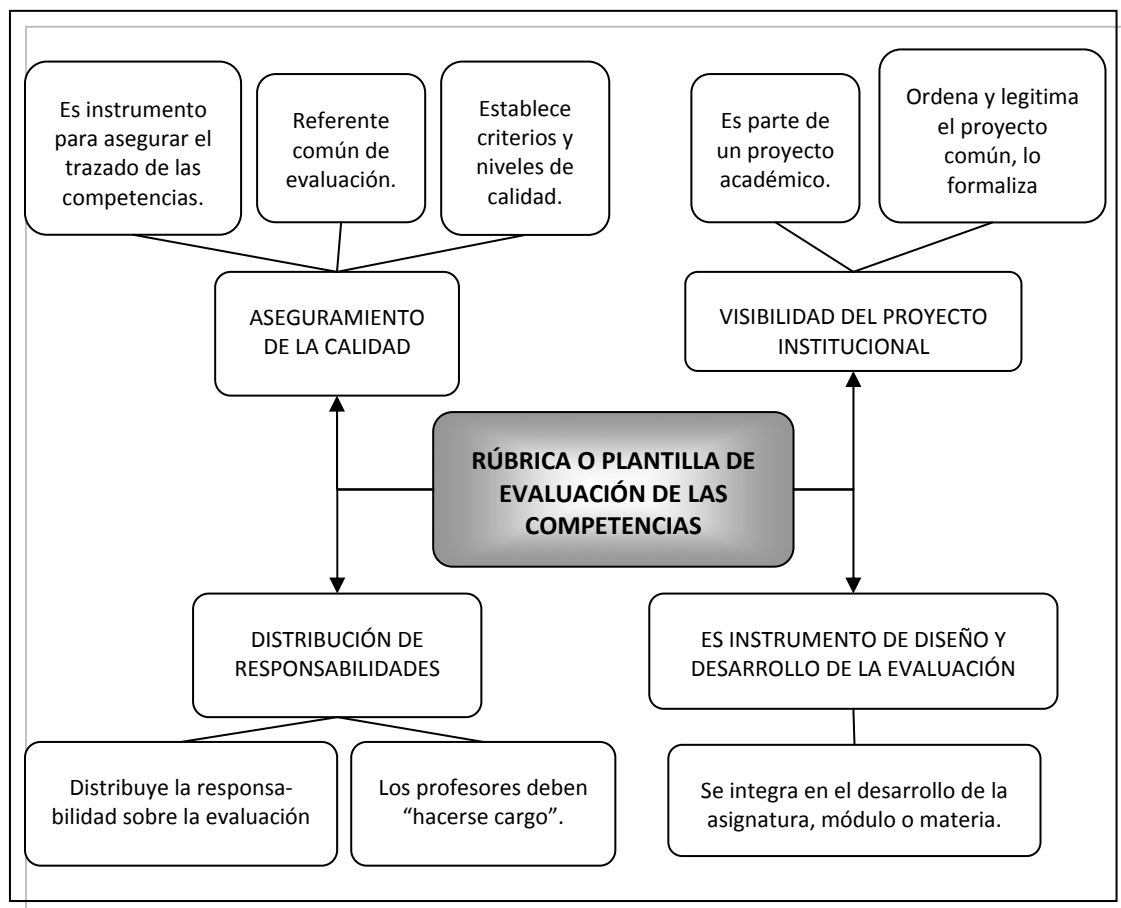 Es instrumento
para asegurar el
trazado de las
competencias.
Referente
común de
evaluación.
Establece
criterios y
niveles de
calidad.
Es parte de
un proyecto
académico.
Ordena y legitima
el proyecto
común, lo
formaliza
ASEGURAMIENTO
DE LA CALIDAD
VISIBILIDAD DEL PROYECTO
INSTITUCIONAL
RÚBRICA O PLANTILLA DE
EVALUACIÓN DE LAS
COMPETENCIAS
DISTRIBUCIÓN DE
RESPONSABILIDADES
ES INSTRUMENTO DE DISEÑO Y
DESARROLLO DE LA EVALUACIÓN
Distribuye la responsa-
bilidad sobre la evaluación
Los profesores deben
“hacerse cargo”.
Se integra en el desarrollo de la
asignatura, módulo o materia.